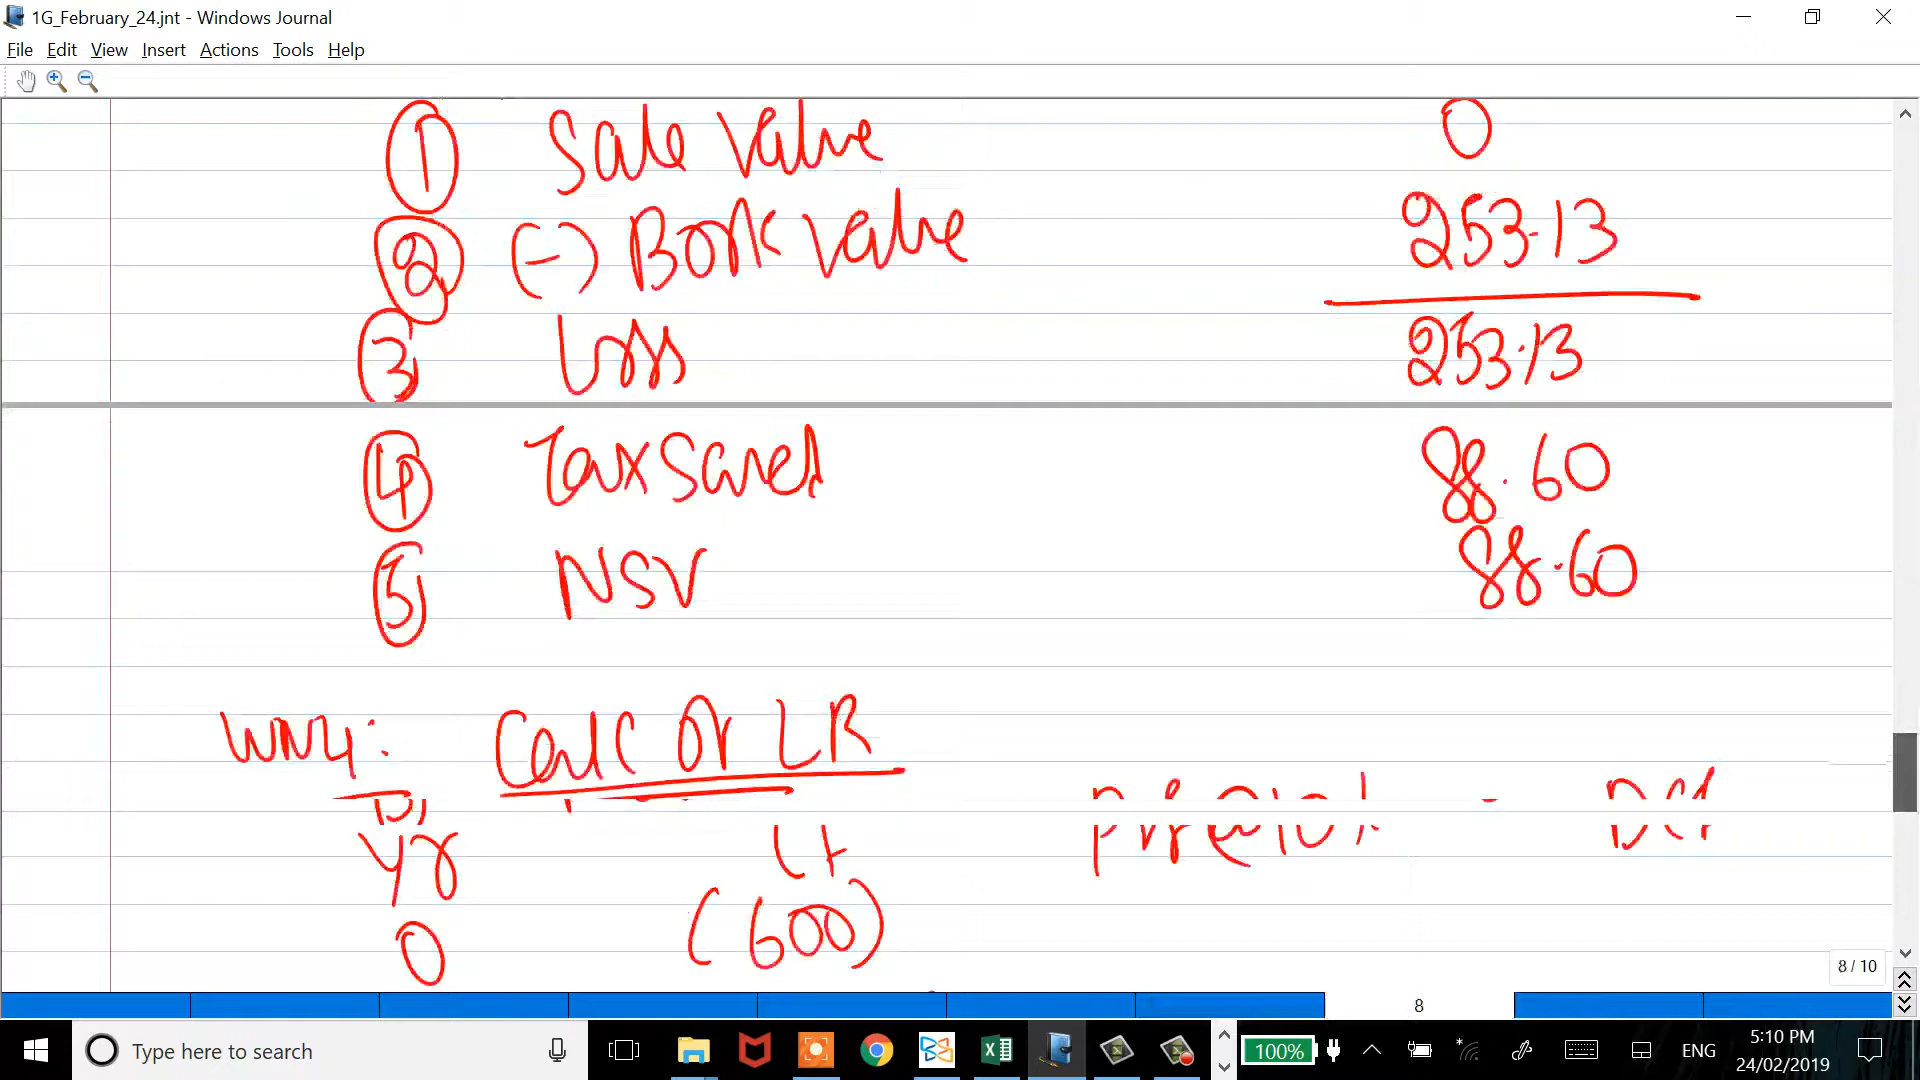 1G_February_24.jnt - Windows Journal
File Edit View Insert Actions Tools Help
① Sale Value 0
② (-) Book Value 253.13
③ Loss 253.13
④ Tax Saved 88.60
⑤ NSV 88.60
WN4: Calc of LR
Yr
0 (600)
8 / 10
8
Type here to search
100%
ENG
5:10 PM
24/02/2019